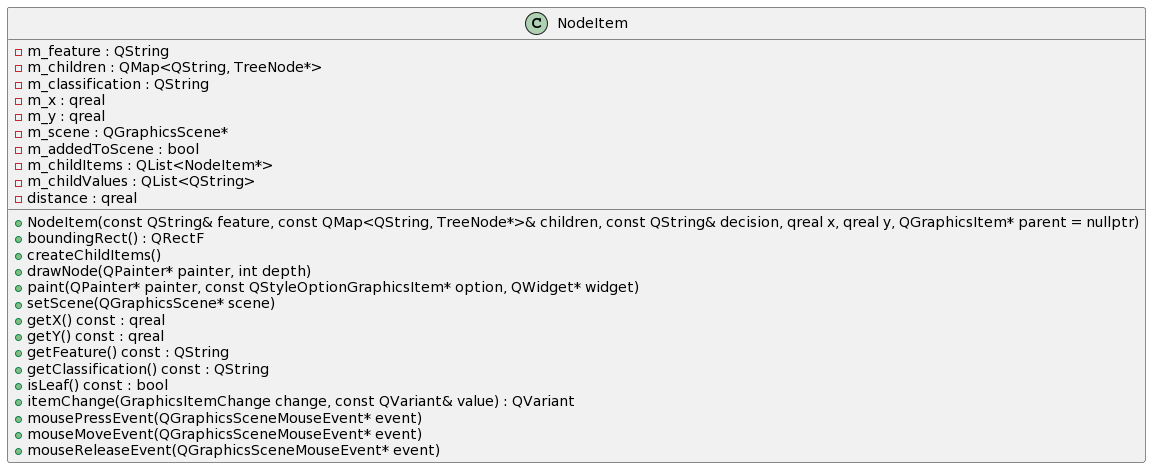 C NodeItem
m_feature : QString
m_children : QMap<QString, TreeNode*>
m_classification : QString
m_x : qreal
m_y : qreal
m_scene : QGraphicsScene*
m_addedToScene : bool
m_childItems : QList<NodeItem*>
m_childValues : QList<QString>
distance : qreal
NodeItem(const QString& feature, const QMap<QString, TreeNode*>& children, const QString& decision, qreal x, qreal y, QGraphicsItem* parent = nullptr)
boundingRect() : QRectF
createChildItems()
drawNode(QPainter* painter, int depth)
paint(QPainter* painter, const QStyleOptionGraphicsItem* option, QWidget* widget)
setScene(QGraphicsScene* scene)
getX() const : qreal
getY() const : qreal
getFeature() const : QString
getClassification() const : QString
isLeaf() const : bool
itemChange(GraphicsItemChange change, const QVariant& value) : QVariant
mousePressEvent(QGraphicsSceneMouseEvent* event)
mouseMoveEvent(QGraphicsSceneMouseEvent* event)
mouseReleaseEvent(QGraphicsSceneMouseEvent* event)